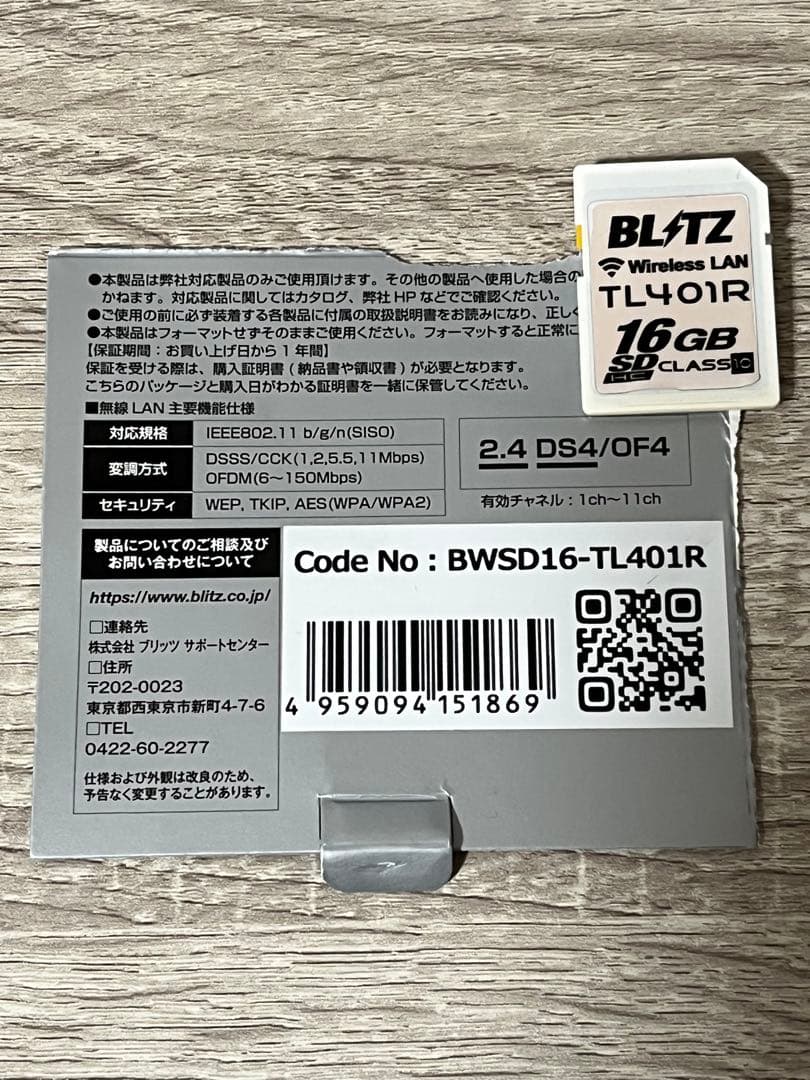 BLITZ
Wireless LAN
TL401R
16GB
SD HC CLASS10
●本製品は弊社対応製品のみご使用頂けます。その他の製品へ使用した場合の
かねます。対応製品に関してはカタログ、弊社HPなどでご確認ください。
●ご使用の前に必ず装着する各製品に付属の取扱説明書をお読みになり、正し
●本製品はフォーマットせずそのままご使用ください。フォーマットすると正常に
【保証期間:お買い上げ日から1年間】
保証を受ける際は、購入証明書(納品書や領収書)が必要となります。
こちらのパッケージと購入日がわかる証明書を一緒に保管してください。
■無線LAN 主要機能仕様
対応規格 IEEE802.11 b/g/n(SISO)
変調方式 DSSS/CCK(1,2,5.5,11Mbps)
OFDM(6～150Mbps)
セキュリティ WEP, TKIP, AES(WPA/WPA2)
2.4 DS4/OF4
有効チャネル:1ch～11ch
製品についてのご相談及び
お問い合わせについて
https://www.blitz.co.jp/
□連絡先
株式会社 ブリッツ サポートセンター
□住所
〒202-0023
東京都西東京市新町4-7-6
□TEL
0422-60-2277
仕様および外観は改良のため、
予告なく変更することがあります。
Code No : BWSD16-TL401R
4 959094 151869